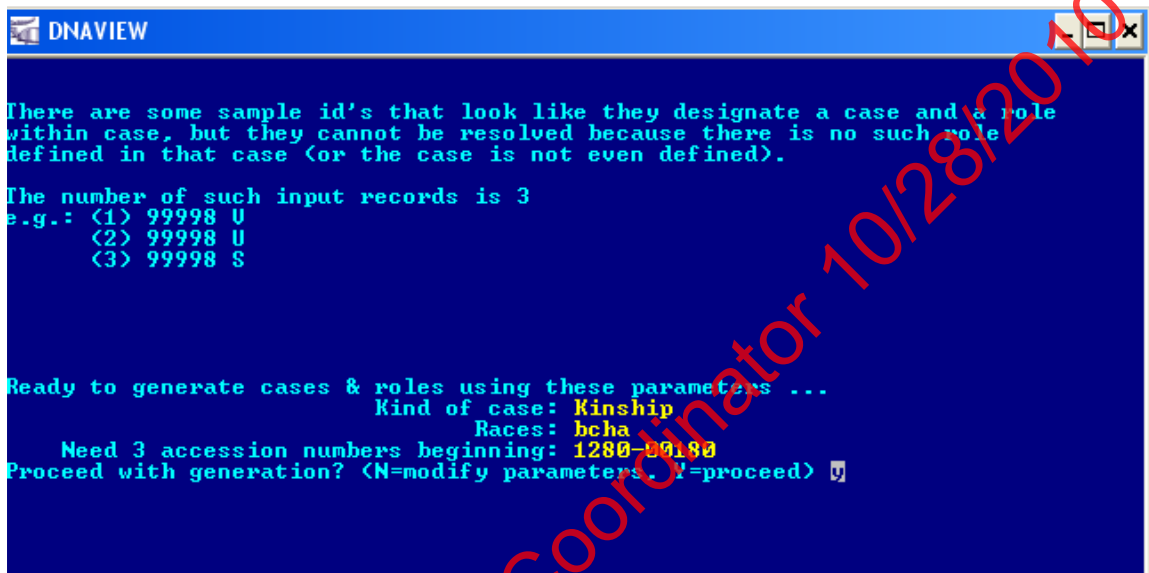 DNAVIEW
There are some sample id's that look like they designate a case and a role
within case, but they cannot be resolved because there is no such role
defined in that case (or the case is not even defined).
The number of such input records is 3
e.g.: (1) 99998 V
(2) 99998 U
(3) 99998 S
Ready to generate cases & roles using these parameters ...
Kind of case: Kinship
Races: bcha
Need 3 accession numbers beginning: 1280-00180
Proceed with generation? (N=modify parameters. Y=proceed) y
Coordinator 10/28/2010